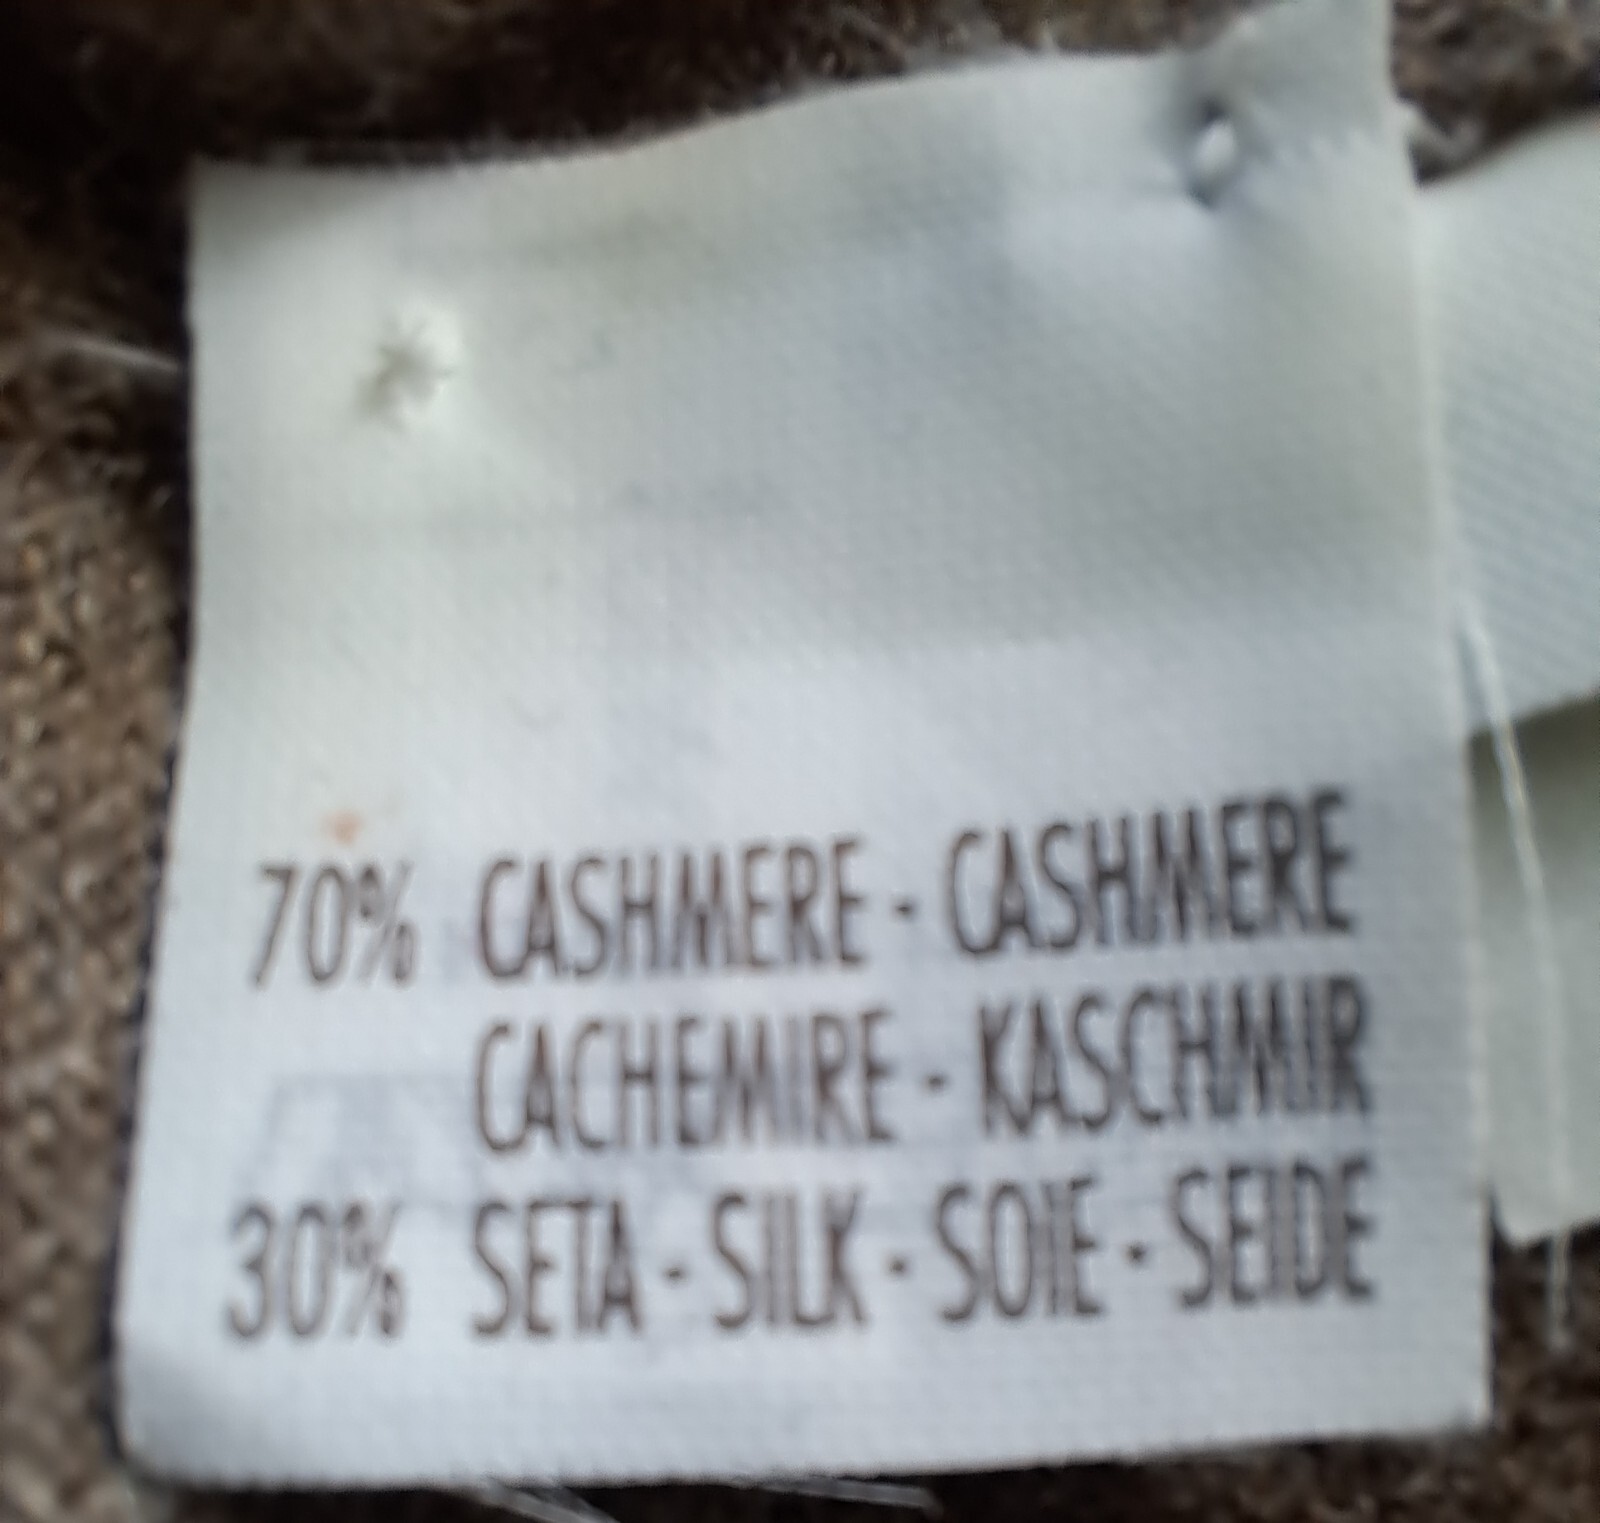 70% CASHMERE - CASHMERE
CACHEMIRE - KASCHMIR
30% SETA - SILK - SOIE - SEIDE